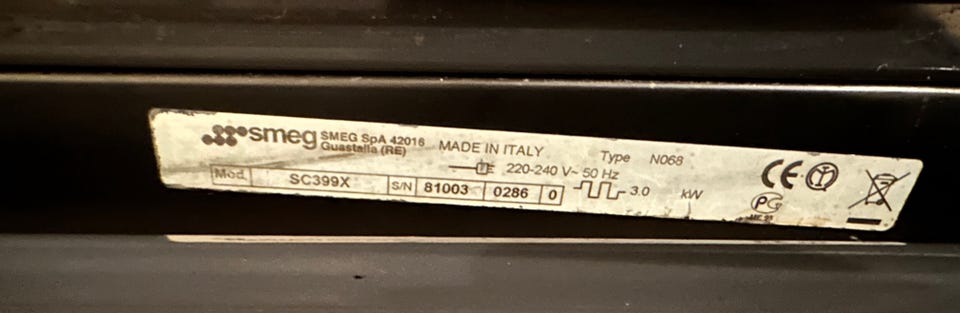 smeg SMEG SpA 42016
Guastalla (RE)
MADE IN ITALY
Type N068
220-240 V~ 50 Hz
Mod. SC399X S/N 81003 0286 0
3.0 kW
CE
PG